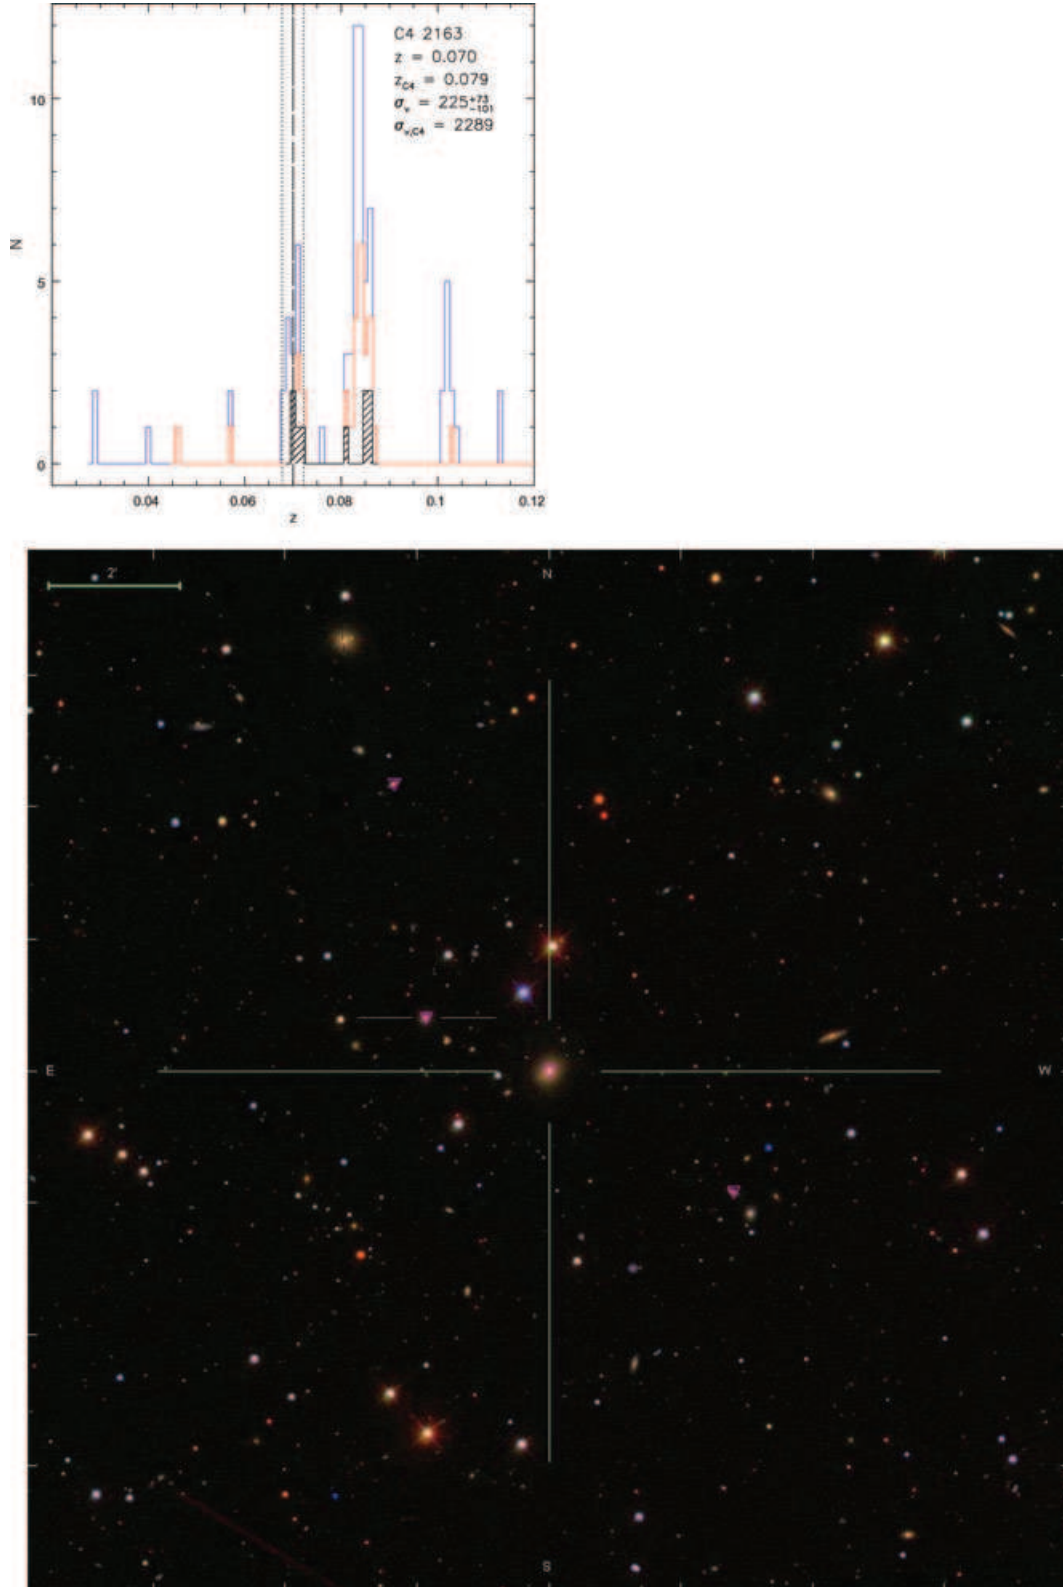 C4 2163
z = 0.070
z_C4 = 0.079
σ_v = 225 +73 −101
σ_v,C4 = 2289
10
N
5
0
0.04 0.06 0.08 0.1 0.12
z
2'
N
E
W
S